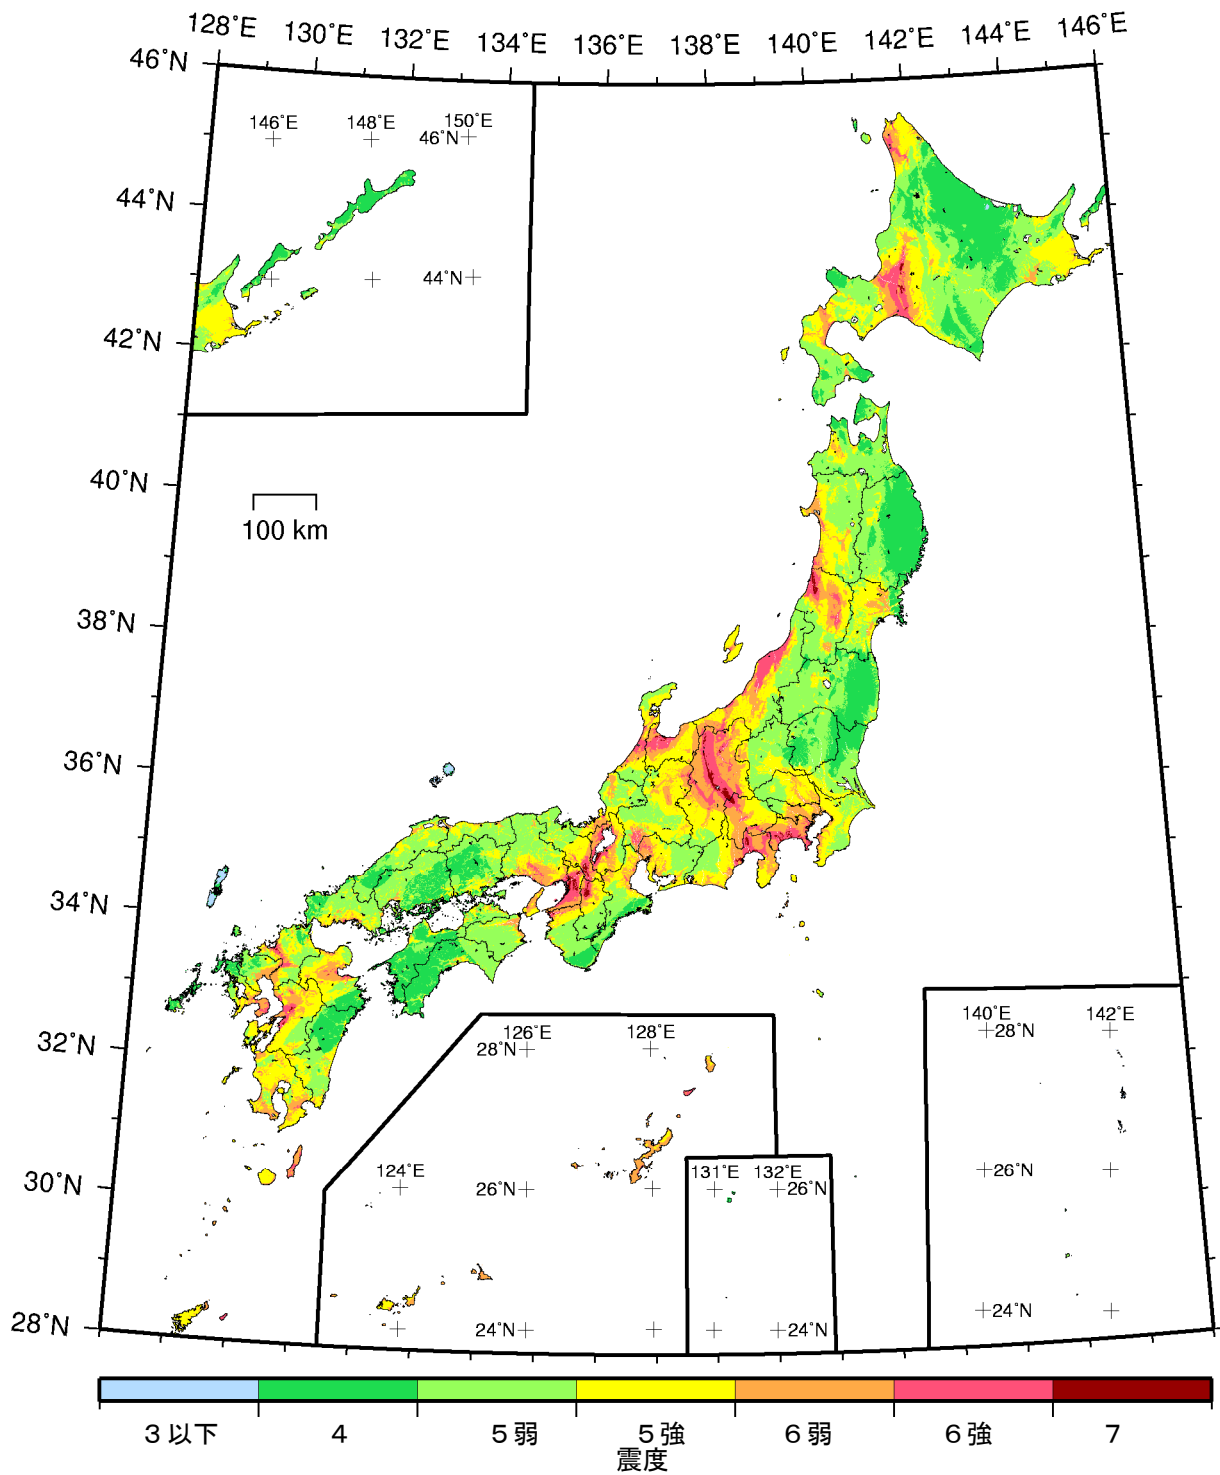 128°E 130°E 132°E 134°E 136°E 138°E 140°E 142°E 144°E 146°E
46°N
146°E 148°E 150°E
46°N
44°N
44°N
42°N
40°N
100 km
38°N
36°N
34°N
32°N
126°E 128°E
28°N
140°E 142°E
28°N
30°N
124°E
26°N
131°E 132°E
26°N
26°N
28°N
24°N
24°N
24°N
3以下 4 5弱 5強 6弱 6強 7
震度